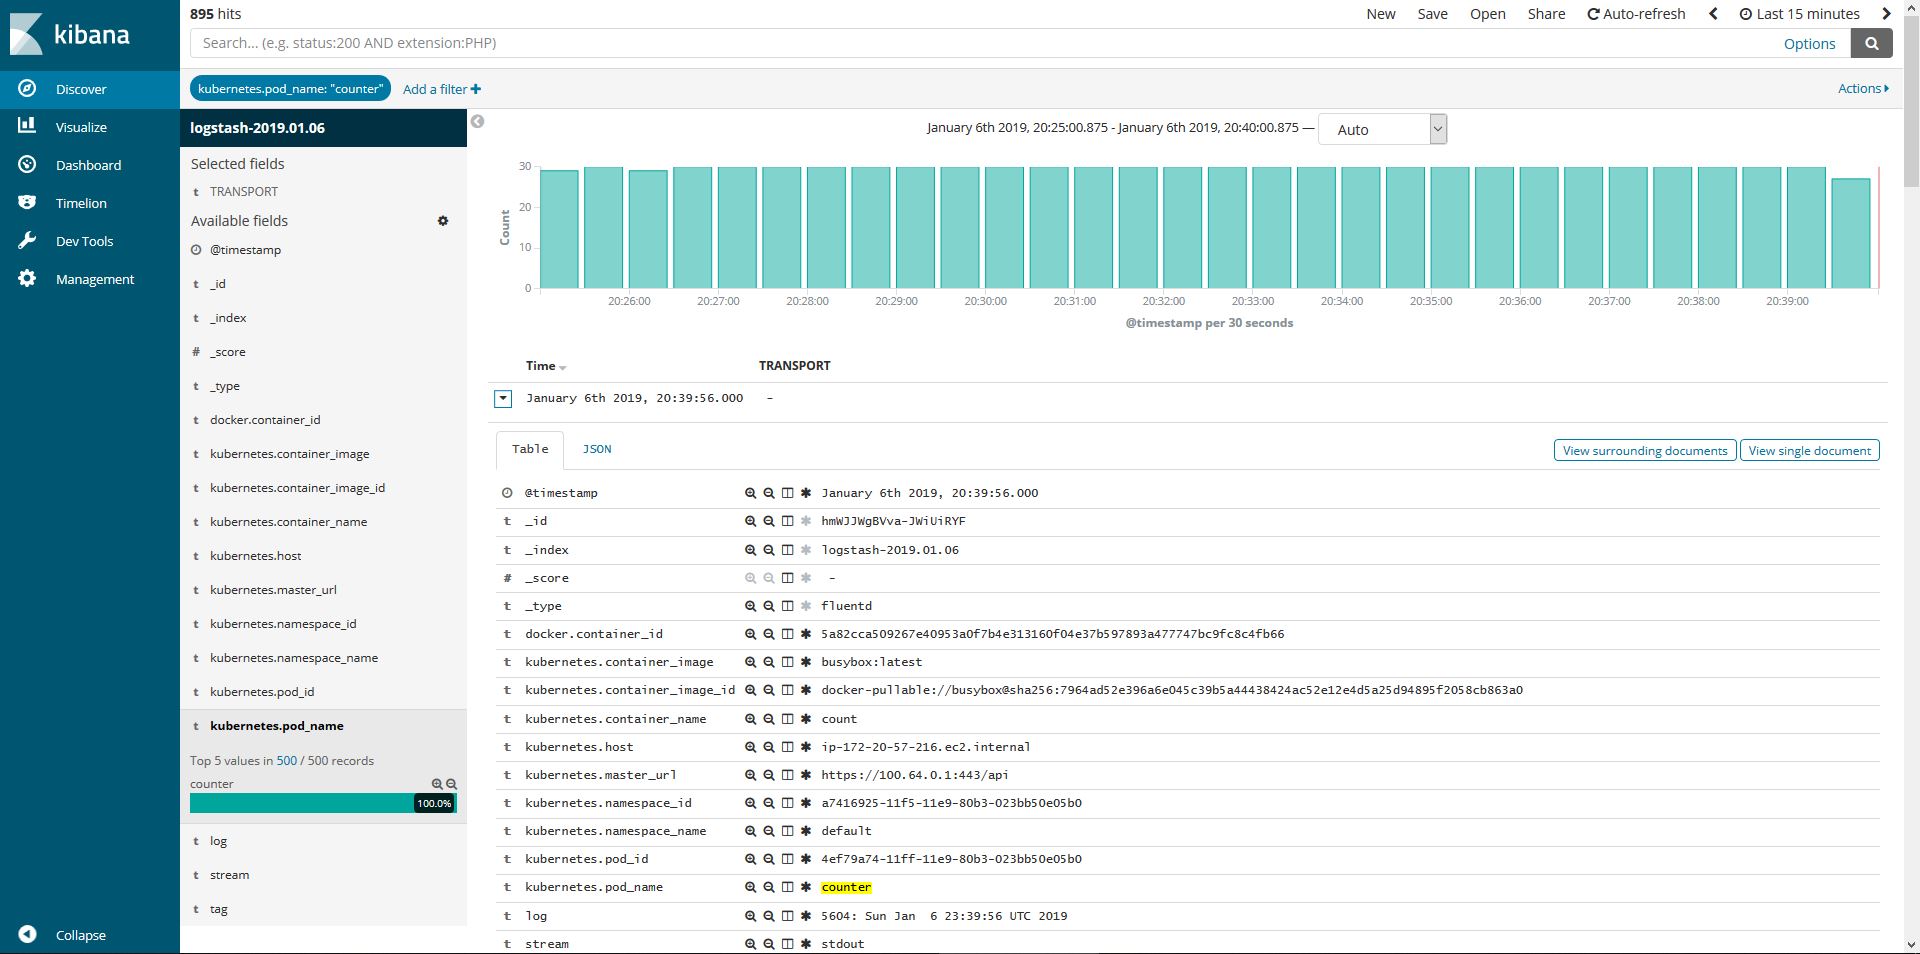 kibana
Discover
Visualize
Dashboard
Timelion
Dev Tools
Management
Collapse
895 hits
New Save Open Share Auto-refresh Last 15 minutes
Search... (e.g. status:200 AND extension:PHP)
Options
kubernetes.pod_name: "counter" Add a filter
Actions
logstash-2019.01.06
Selected fields
t TRANSPORT
Available fields
@timestamp
t _id
t _index
# _score
t _type
t docker.container_id
t kubernetes.container_image
t kubernetes.container_image_id
t kubernetes.container_name
t kubernetes.host
t kubernetes.master_url
t kubernetes.namespace_id
t kubernetes.namespace_name
t kubernetes.pod_id
t kubernetes.pod_name
Top 5 values in 500 / 500 records
counter
100.0%
t log
t stream
t tag
January 6th 2019, 20:25:00.875 - January 6th 2019, 20:40:00.875 — Auto
Count
30
20
10
0
20:26:00 20:27:00 20:28:00 20:29:00 20:30:00 20:31:00 20:32:00 20:33:00 20:34:00 20:35:00 20:36:00 20:37:00 20:38:00 20:39:00
@timestamp per 30 seconds
Time TRANSPORT
January 6th 2019, 20:39:56.000 -
Table JSON
View surrounding documents View single document
@timestamp January 6th 2019, 20:39:56.000
t _id hmWJJWgBVva-JWiUiRYF
t _index logstash-2019.01.06
# _score -
t _type fluentd
t docker.container_id 5a82cca509267e40953a0f7b4e313160f04e37b597893a477747bc9fc8c4fb66
t kubernetes.container_image busybox:latest
t kubernetes.container_image_id docker-pullable://busybox@sha256:7964ad52e396a6e045c39b5a44438424ac52e12e4d5a25d94895f2058cb863a0
t kubernetes.container_name count
t kubernetes.host ip-172-20-57-216.ec2.internal
t kubernetes.master_url https://100.64.0.1:443/api
t kubernetes.namespace_id a7416925-11f5-11e9-80b3-023bb50e05b0
t kubernetes.namespace_name default
t kubernetes.pod_id 4ef79a74-11ff-11e9-80b3-023bb50e05b0
t kubernetes.pod_name counter
t log 5604: Sun Jan  6 23:39:56 UTC 2019
t stream stdout